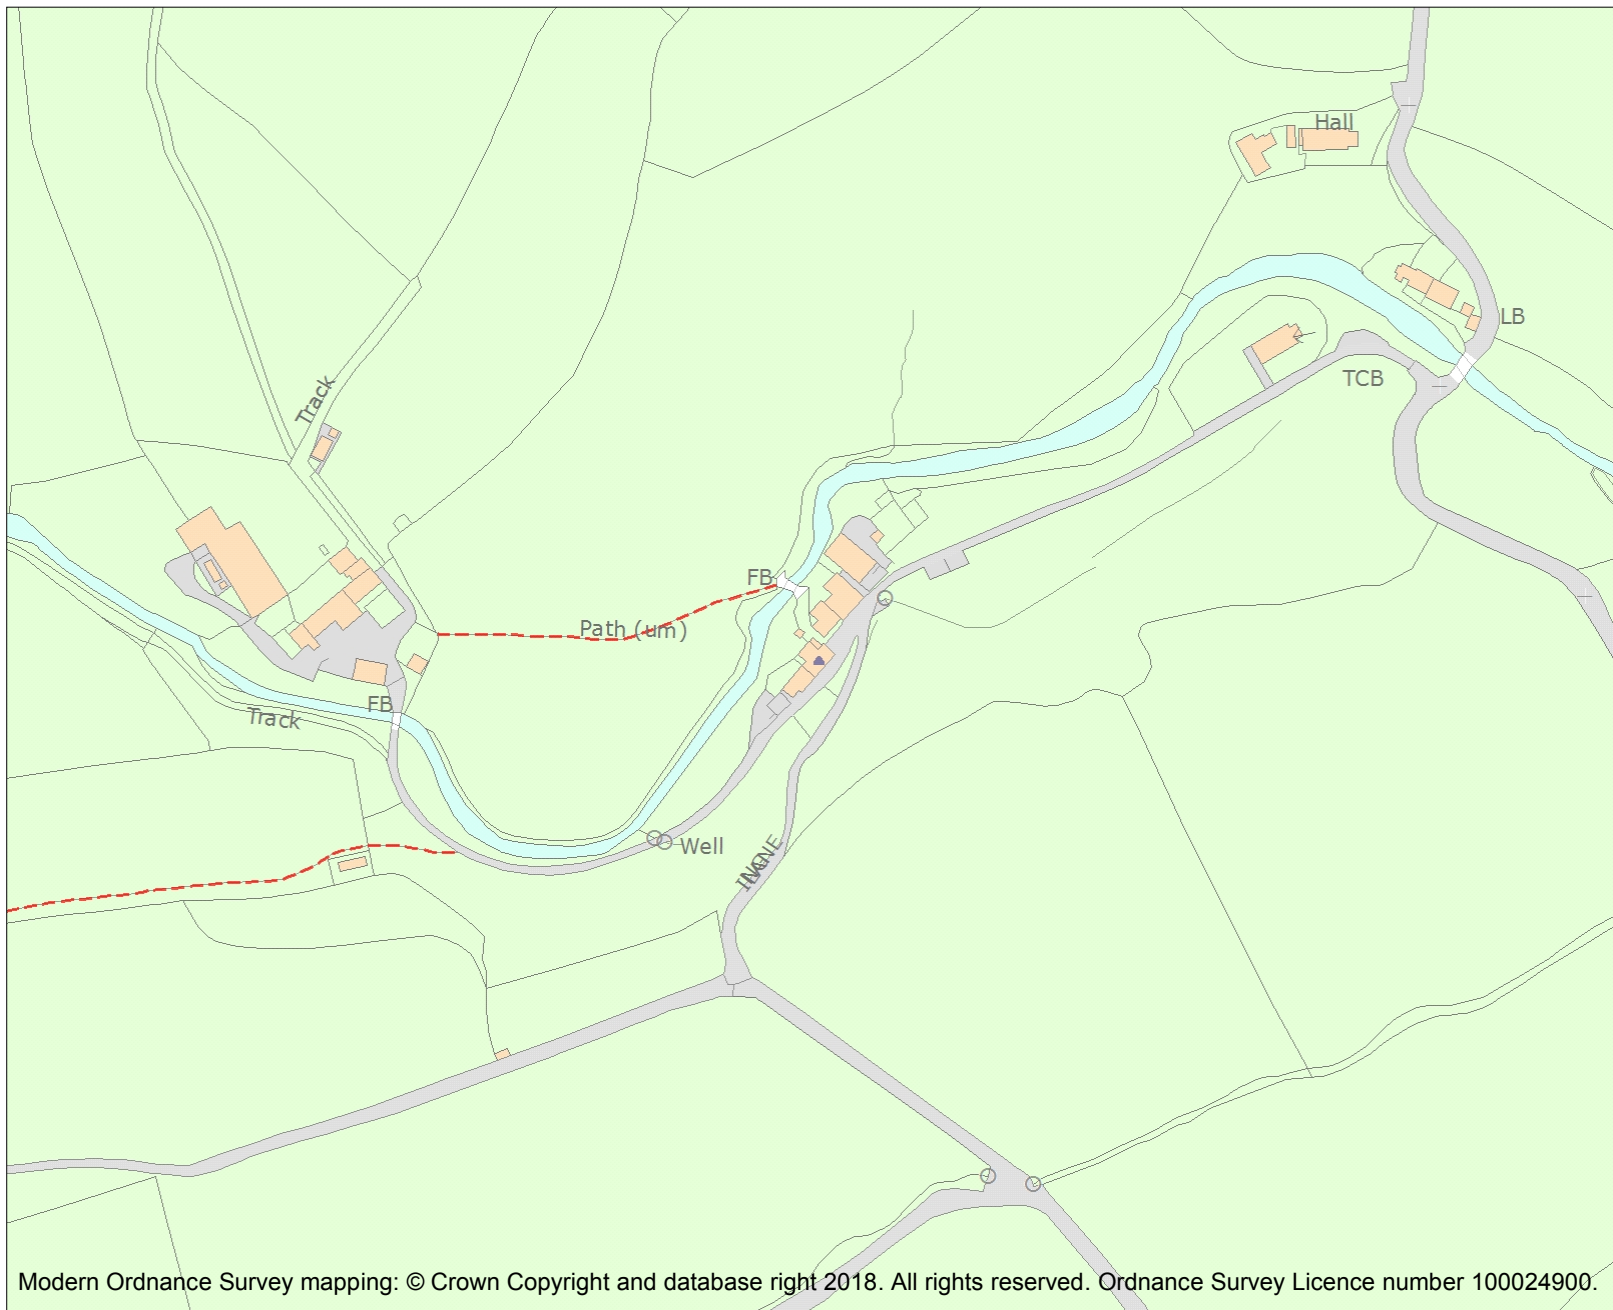 Hall
LB
TCB
Track
FB
Path (um)
FB
Track
Well
LANE
Modern Ordnance Survey mapping: © Crown Copyright and database right 2018. All rights reserved. Ordnance Survey Licence number 100024900.